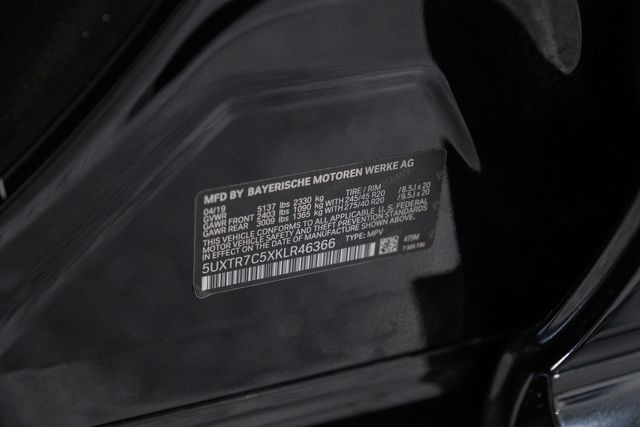 MFD BY BAYERISCHE MOTOREN WERKE AG
04/19
GVWR 5137 lbs 2330 kg TIRE / RIM
GAWR FRONT 2403 lbs 1090 kg WITH 245/45 R20 / 8.5J x 20
GAWR REAR 3009 lbs 1365 kg WITH 275/40 R20 / 9.5J x 20
THIS VEHICLE CONFORMS TO ALL APPLICABLE U. S. FEDERAL
MOTOR VEHICLE SAFETY AND THEFT PREVENTION STANDARDS
IN EFFECT ON THE DATE OF MANUFACTURE SHOWN ABOVE.
5UXTR7C5XKLR46366 TYPE: MPV
475M